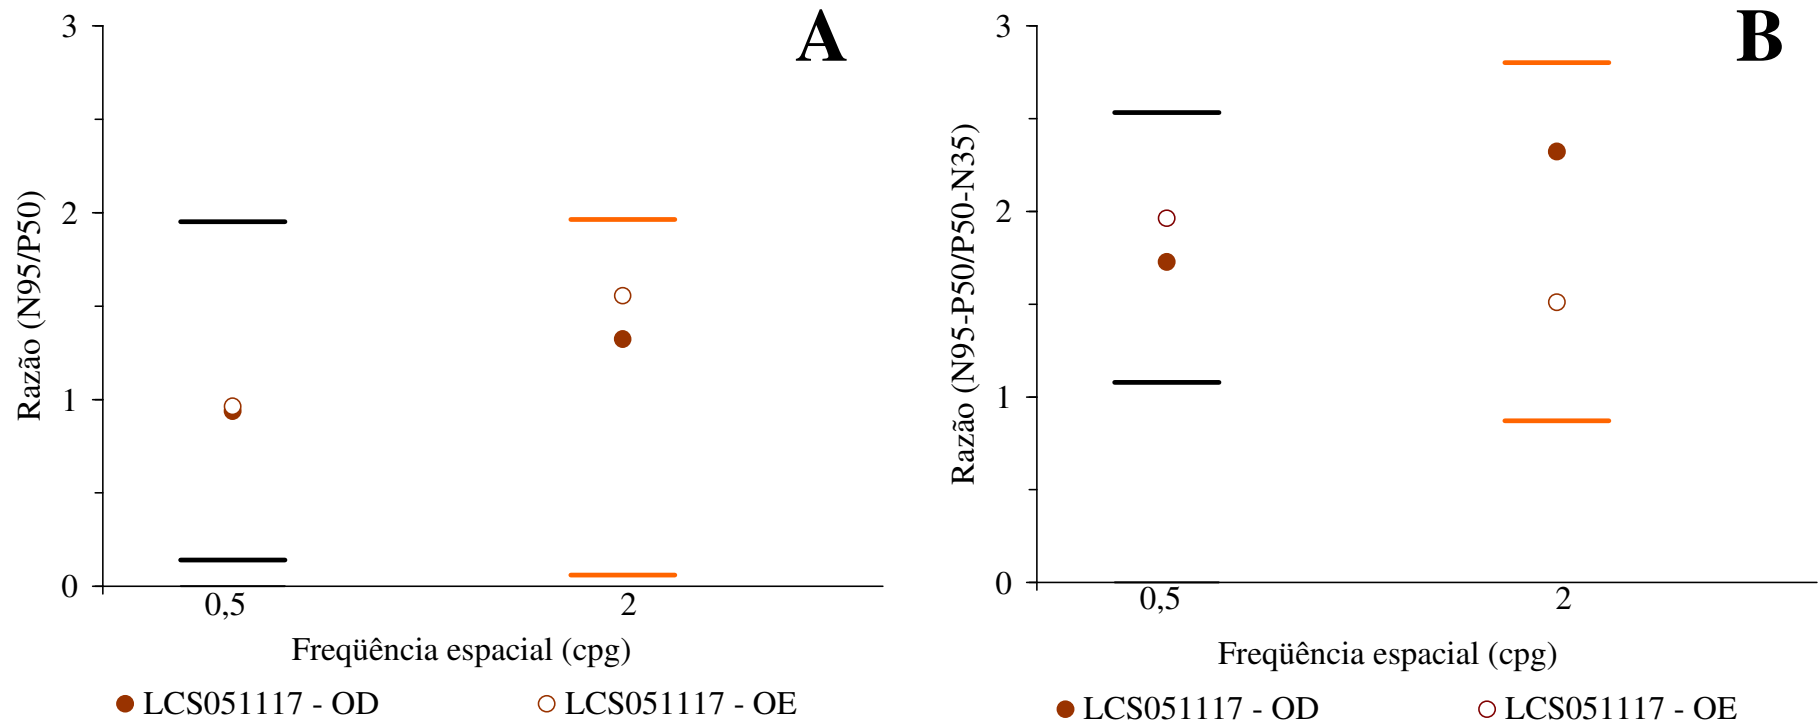 A
3
2
1
0
Razão (N95/P50)
0,5 2
Freqüência espacial (cpg)
LCS051117 - OD LCS051117 - OE
B
3
2
1
0
Razão (N95-P50/P50-N35)
0,5 2
Freqüência espacial (cpg)
LCS051117 - OD LCS051117 - OE